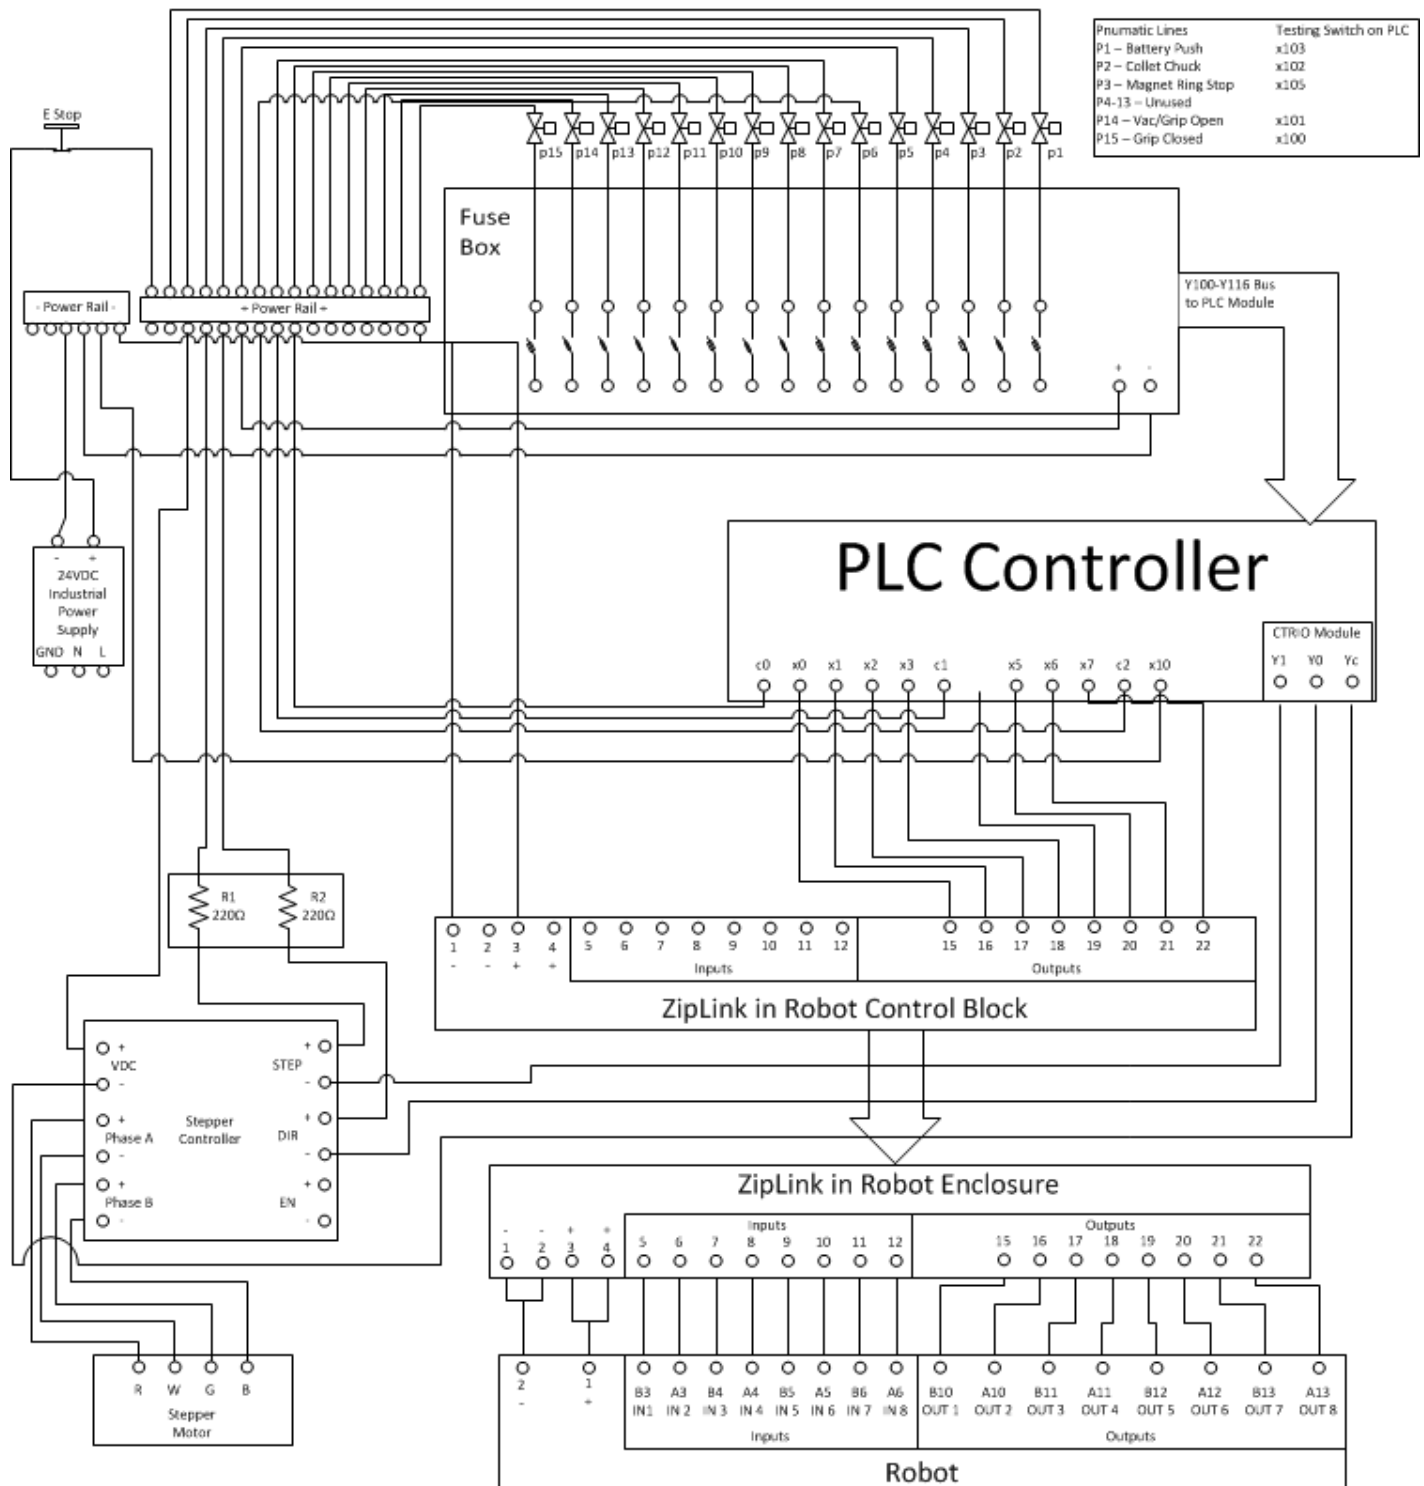 Pnumatic Lines Testing Switch on PLC
P1 – Battery Push x103
P2 – Collet Chuck x102
P3 – Magnet Ring Stop x105
P4-13 – Unused
P14 – Vac/Grip Open x101
P15 – Grip Closed x100
E Stop
p15 p14 p13 p12 p11 p10 p9 p8 p7 p6 p5 p4 p3 p2 p1
Fuse
Box
Y100-Y116 Bus
to PLC Module
- Power Rail -
+ Power Rail +
+ -
- +
24VDC
Industrial
Power
Supply
GND N L
PLC Controller
CTRIO Module
Y1 Y0 Yc
c0 x0 x1 x2 x3 c1 x5 x6 x7 c2 x10
R1
220Ω
R2
220Ω
1 2 3 4 5 6 7 8 9 10 11 12 15 16 17 18 19 20 21 22
- - + +
Inputs
Outputs
ZipLink in Robot Control Block
+
VDC
-
+
Phase A
-
+
Phase B
-
Stepper
Controller
+
STEP
-
+
DIR
-
+
EN
-
ZipLink in Robot Enclosure
Inputs
Outputs
- - + +
1 2 3 4 5 6 7 8 9 10 11 12 15 16 17 18 19 20 21 22
R W G B
Stepper
Motor
2 1
- +
B3 A3 B4 A4 B5 A5 B6 A6 B10 A10 B11 A11 B12 A12 B13 A13
IN1 IN 2 IN 3 IN 4 IN 5 IN 6 IN 7 IN 8 OUT 1 OUT 2 OUT 3 OUT 4 OUT 5 OUT 6 OUT 7 OUT 8
Inputs
Outputs
Robot